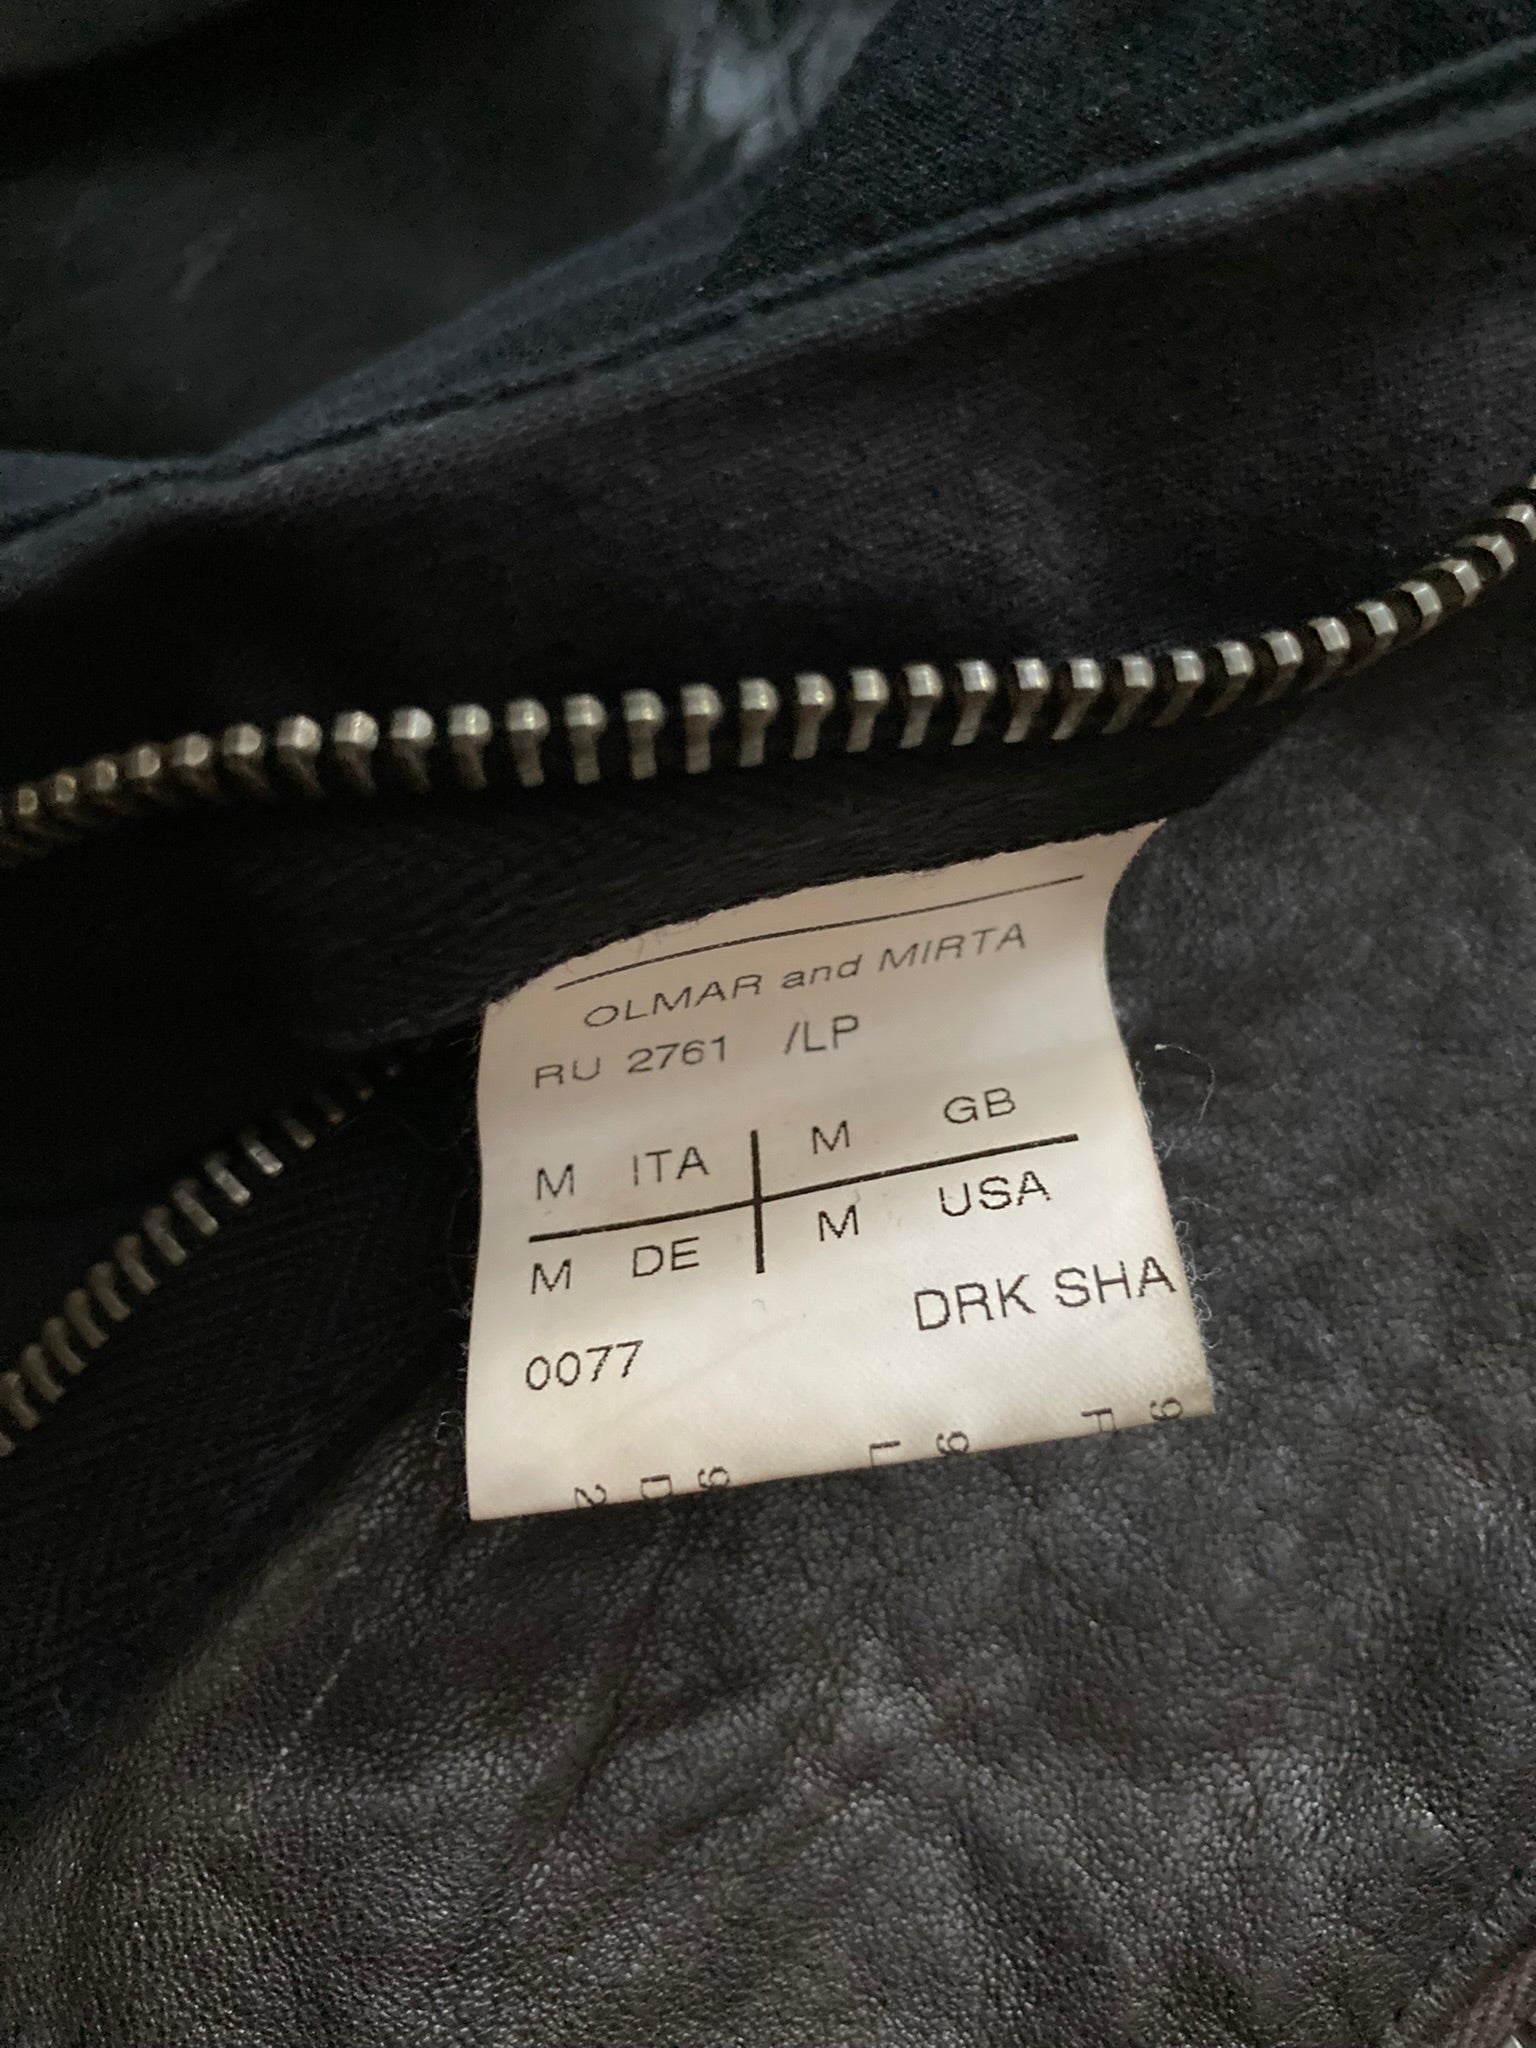 OLMAR and MIRTA
RU 2761 /LP
M ITA M GB
M DE M USA
0077 DRK SHA